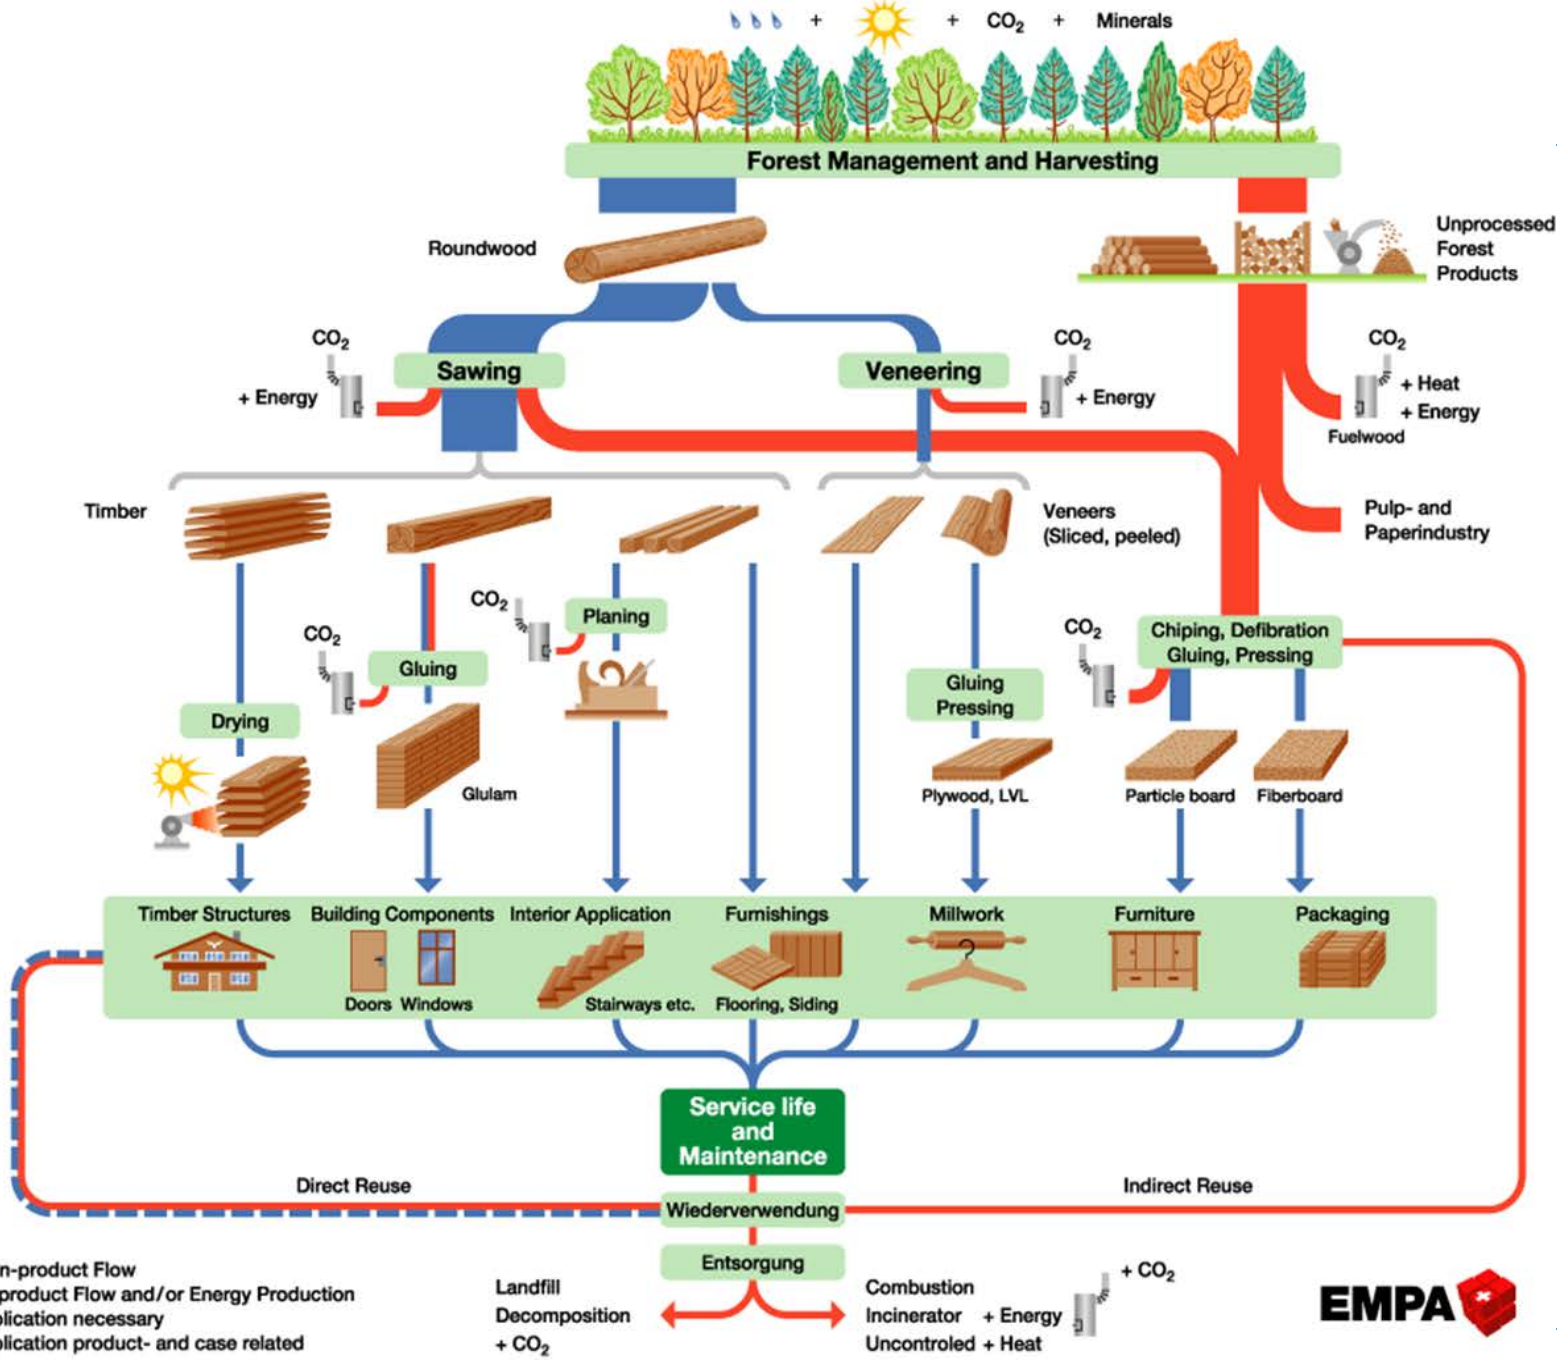 + + CO₂ + Minerals
Forest Management and Harvesting
Roundwood
Unprocessed
Forest
Products
CO₂
+ Energy
Sawing
Veneering
CO₂
+ Energy
CO₂
+ Heat
+ Energy
Fuelwood
Timber
Veneers
(Sliced, peeled)
Pulp- and
Paperindustry
CO₂
Planing
CO₂
Gluing
CO₂
Chiping, Defibration
Gluing, Pressing
Drying
Gluing
Pressing
Glulam
Plywood, LVL
Particle board
Fiberboard
Timber Structures
Building Components
Interior Application
Furnishings
Millwork
Furniture
Packaging
Doors Windows
Stairways etc.
Flooring, Siding
Service life
and
Maintenance
Direct Reuse
Wiederverwendung
Indirect Reuse
Entsorgung
n-product Flow
product Flow and/or Energy Production
lication necessary
lication product- and case related
Landfill
Decomposition
+ CO₂
Combustion
Incinerator + Energy
Uncontroled + Heat
+ CO₂
EMPA